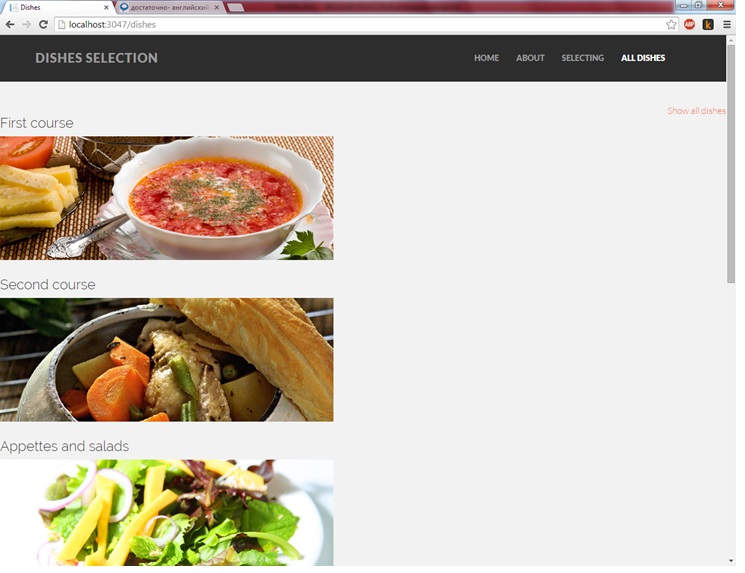 Dishes
достаточно- английский
localhost:3047/dishes
ABP
k
DISHES SELECTION
HOME ABOUT SELECTING ALL DISHES
Show all dishes
First course
Second course
Appettes and salads